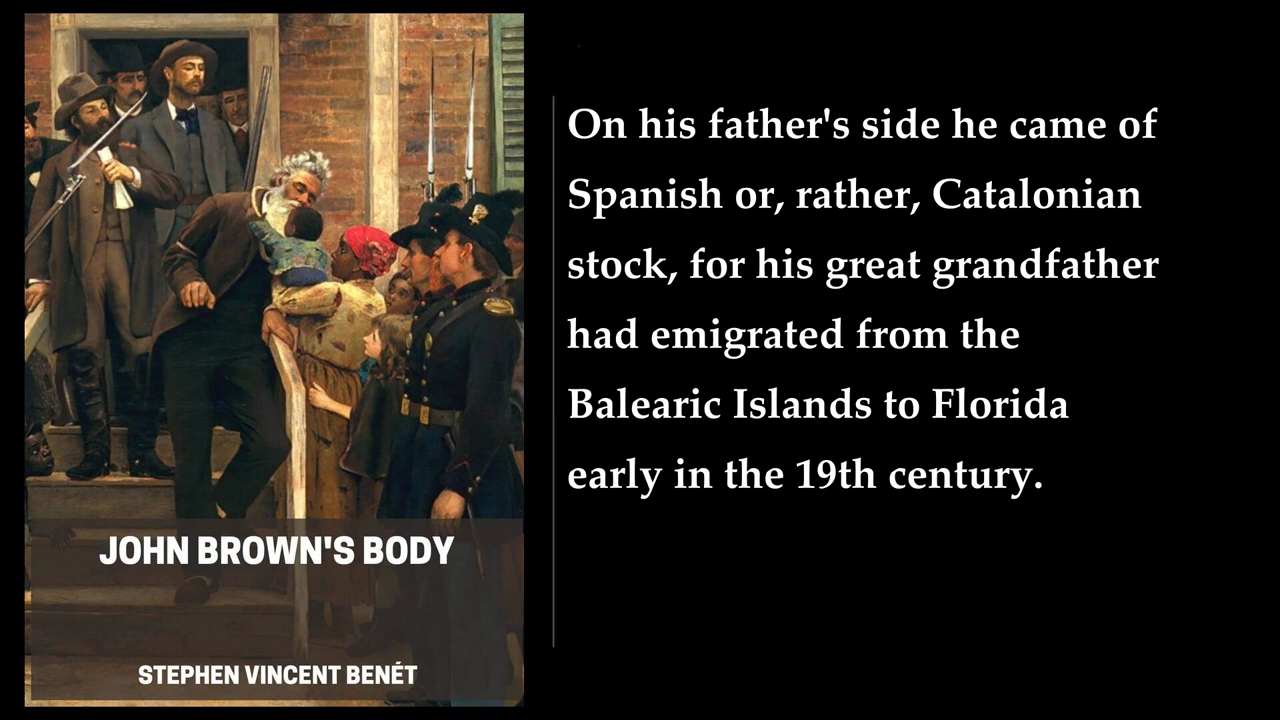 JOHN BROWN'S BODY
STEPHEN VINCENT BENÉT
On his father's side he came of
Spanish or, rather, Catalonian
stock, for his great grandfather
had emigrated from the
Balearic Islands to Florida
early in the 19th century.